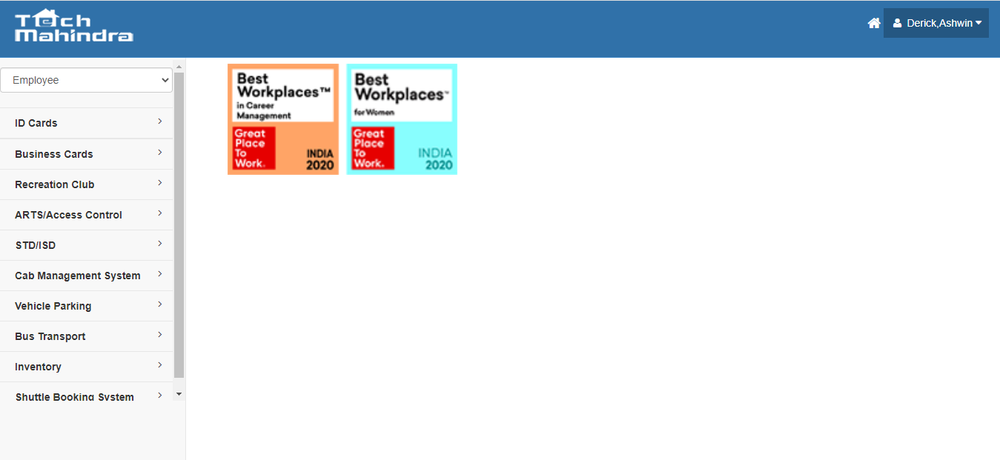 Tech
Mahindra
Derick,Ashwin
Employee
ID Cards
Business Cards
Recreation Club
ARTS/Access Control
STD/ISD
Cab Management System
Vehicle Parking
Bus Transport
Inventory
Shuttle Booking System
Best
Workplaces™
in Career
Management
Great
Place
To
Work.
INDIA
2020
Best
Workplaces™
for Women
Great
Place
To
Work.
INDIA
2020